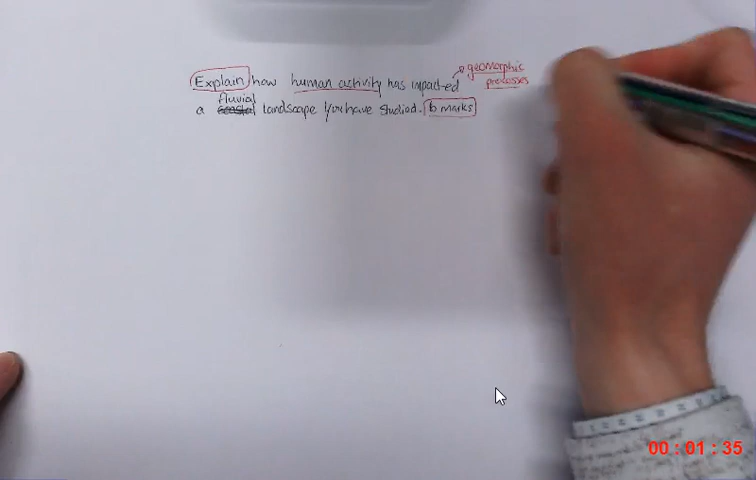 geomorphic
Explain how human activity has impacted processes
fluvial
a coastal landscape you have studied. 6 marks
00:01:35